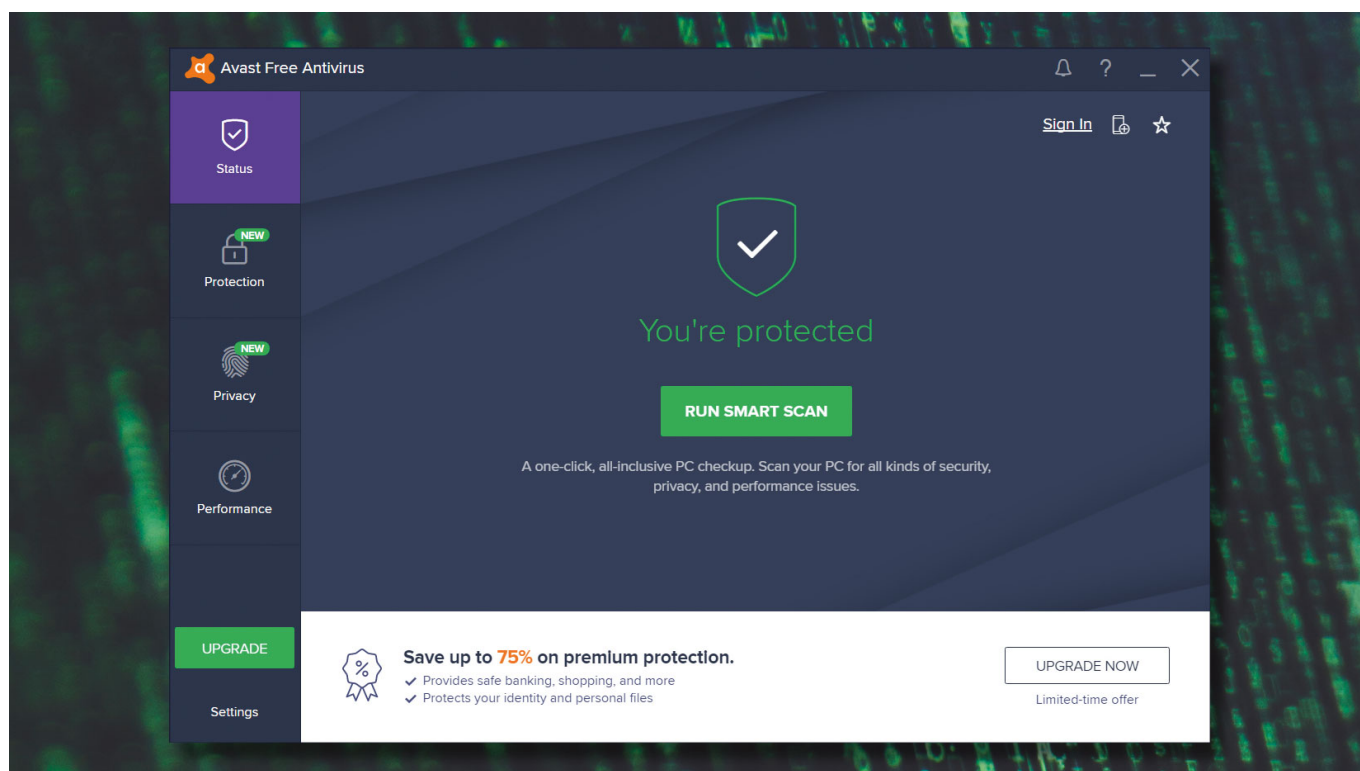 Avast Free Antivirus
?
Sign In
Status
NEW
Protection
NEW
Privacy
Performance
UPGRADE
Settings
You're protected
RUN SMART SCAN
A one-click, all-inclusive PC checkup. Scan your PC for all kinds of security,
privacy, and performance issues.
%
Save up to 75% on premium protection.
Provides safe banking, shopping, and more
Protects your identity and personal files
UPGRADE NOW
Limited-time offer